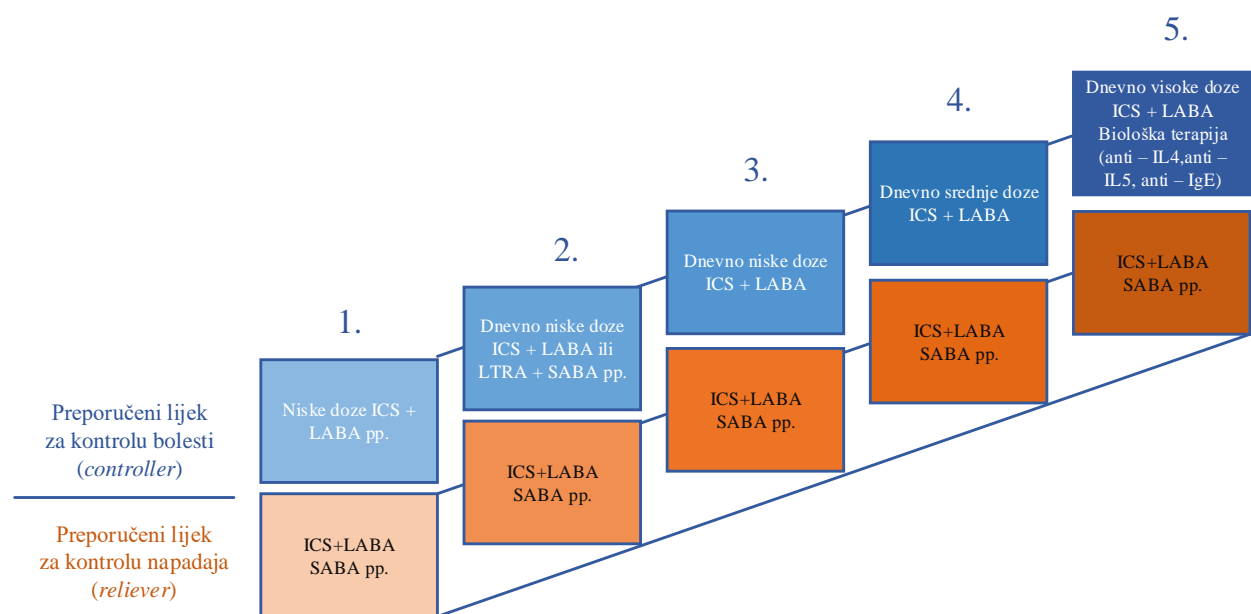 5.
Dnevno visoke doze
ICS + LABA
Biološka terapija
(anti – IL4,anti –
IL5, anti – IgE)
4.
Dnevno srednje doze
ICS + LABA
3.
Dnevno niske doze
ICS + LABA
2.
Dnevno niske doze
ICS + LABA ili
LTRA + SABA pp.
1.
Niske doze ICS +
LABA pp.
Preporučeni lijek
za kontrolu bolesti
(controller)
Preporučeni lijek
za kontrolu napadaja
(reliever)
ICS+LABA
SABA pp.
ICS+LABA
SABA pp.
ICS+LABA
SABA pp.
ICS+LABA
SABA pp.
ICS+LABA
SABA pp.